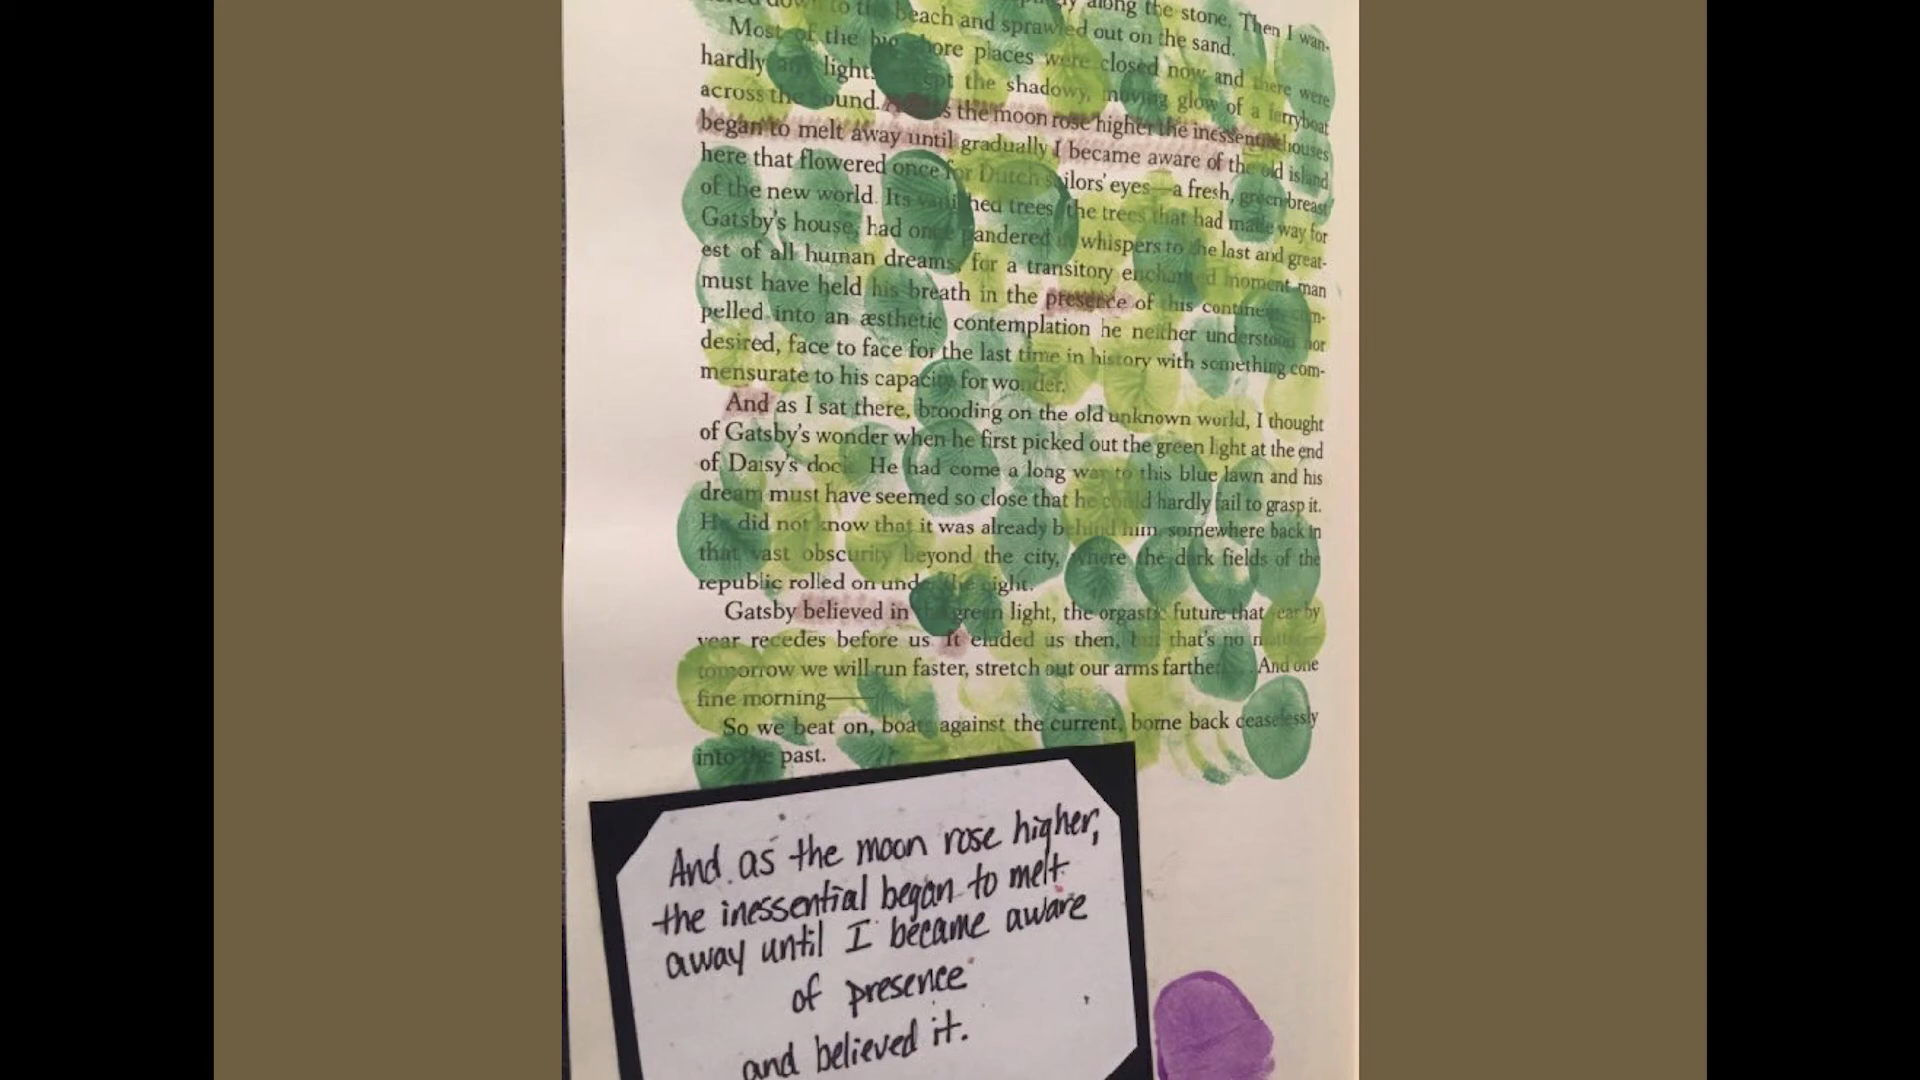 down to the beach and sprawled out on the sand.
along the stone. Then I wan-
Most of the big shore places were closed now and there were
hardly any lights except the shadowy, moving glow of a ferryboat
across the Sound. And as the moon rose higher the inessential houses
began to melt away until gradually I became aware of the old island
here that flowered once for Dutch sailors' eyes—a fresh, green breast
of the new world. Its vanished trees, the trees that had made way for
Gatsby's house, had once pandered in whispers to the last and great-
est of all human dreams; for a transitory enchanted moment man
must have held his breath in the presence of this continent, com-
pelled into an æsthetic contemplation he neither understood nor
desired, face to face for the last time in history with something com-
mensurate to his capacity for wonder.
And as I sat there, brooding on the old unknown world, I thought
of Gatsby's wonder when he first picked out the green light at the end
of Daisy's dock. He had come a long way to this blue lawn and his
dream must have seemed so close that he could hardly fail to grasp it.
He did not know that it was already behind him, somewhere back in
that vast obscurity beyond the city, where the dark fields of the
republic rolled on under the night.
Gatsby believed in the green light, the orgastic future that year by
year recedes before us. It eluded us then, but that's no matter—
tomorrow we will run faster, stretch out our arms farther. . . . And one
fine morning——
So we beat on, boats against the current, borne back ceaselessly
into the past.
And as the moon rose higher,
the inessential began to melt
away until I became aware
of presence
and believed it.